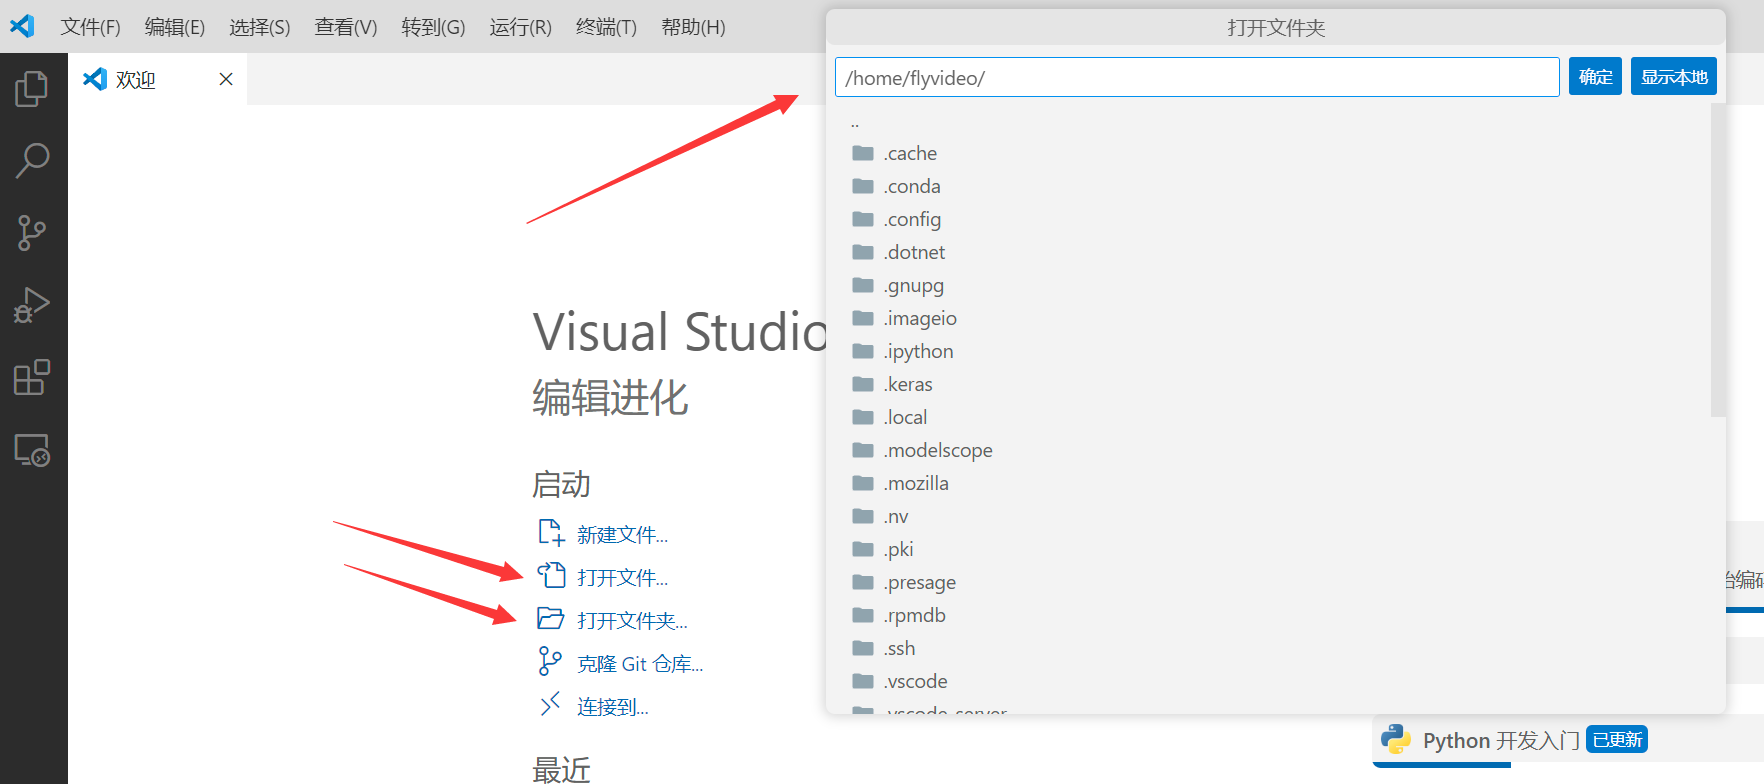 文件(F) 编辑(E) 选择(S) 查看(V) 转到(G) 运行(R) 终端(T) 帮助(H)
欢迎
打开文件夹
/home/flyvideo/
确定
显示本地
..
.cache
.conda
.config
.dotnet
.gnupg
.imageio
.ipython
.keras
.local
.modelscope
.mozilla
.nv
.pki
.presage
.rpmdb
.ssh
.vscode
.vscode-server
Visual Studio
编辑进化
启动
新建文件...
打开文件...
打开文件夹...
克隆 Git 仓库...
连接到...
最近
始编码
Python 开发入门 已更新